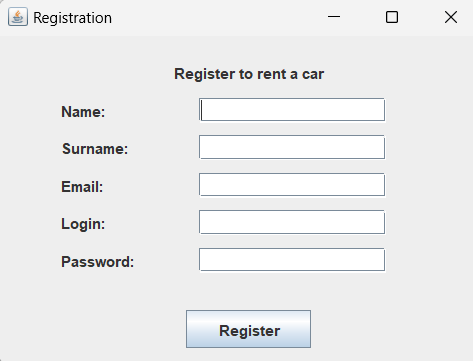 Registration
Register to rent a car
Name:
Surname:
Email:
Login:
Password:
Register